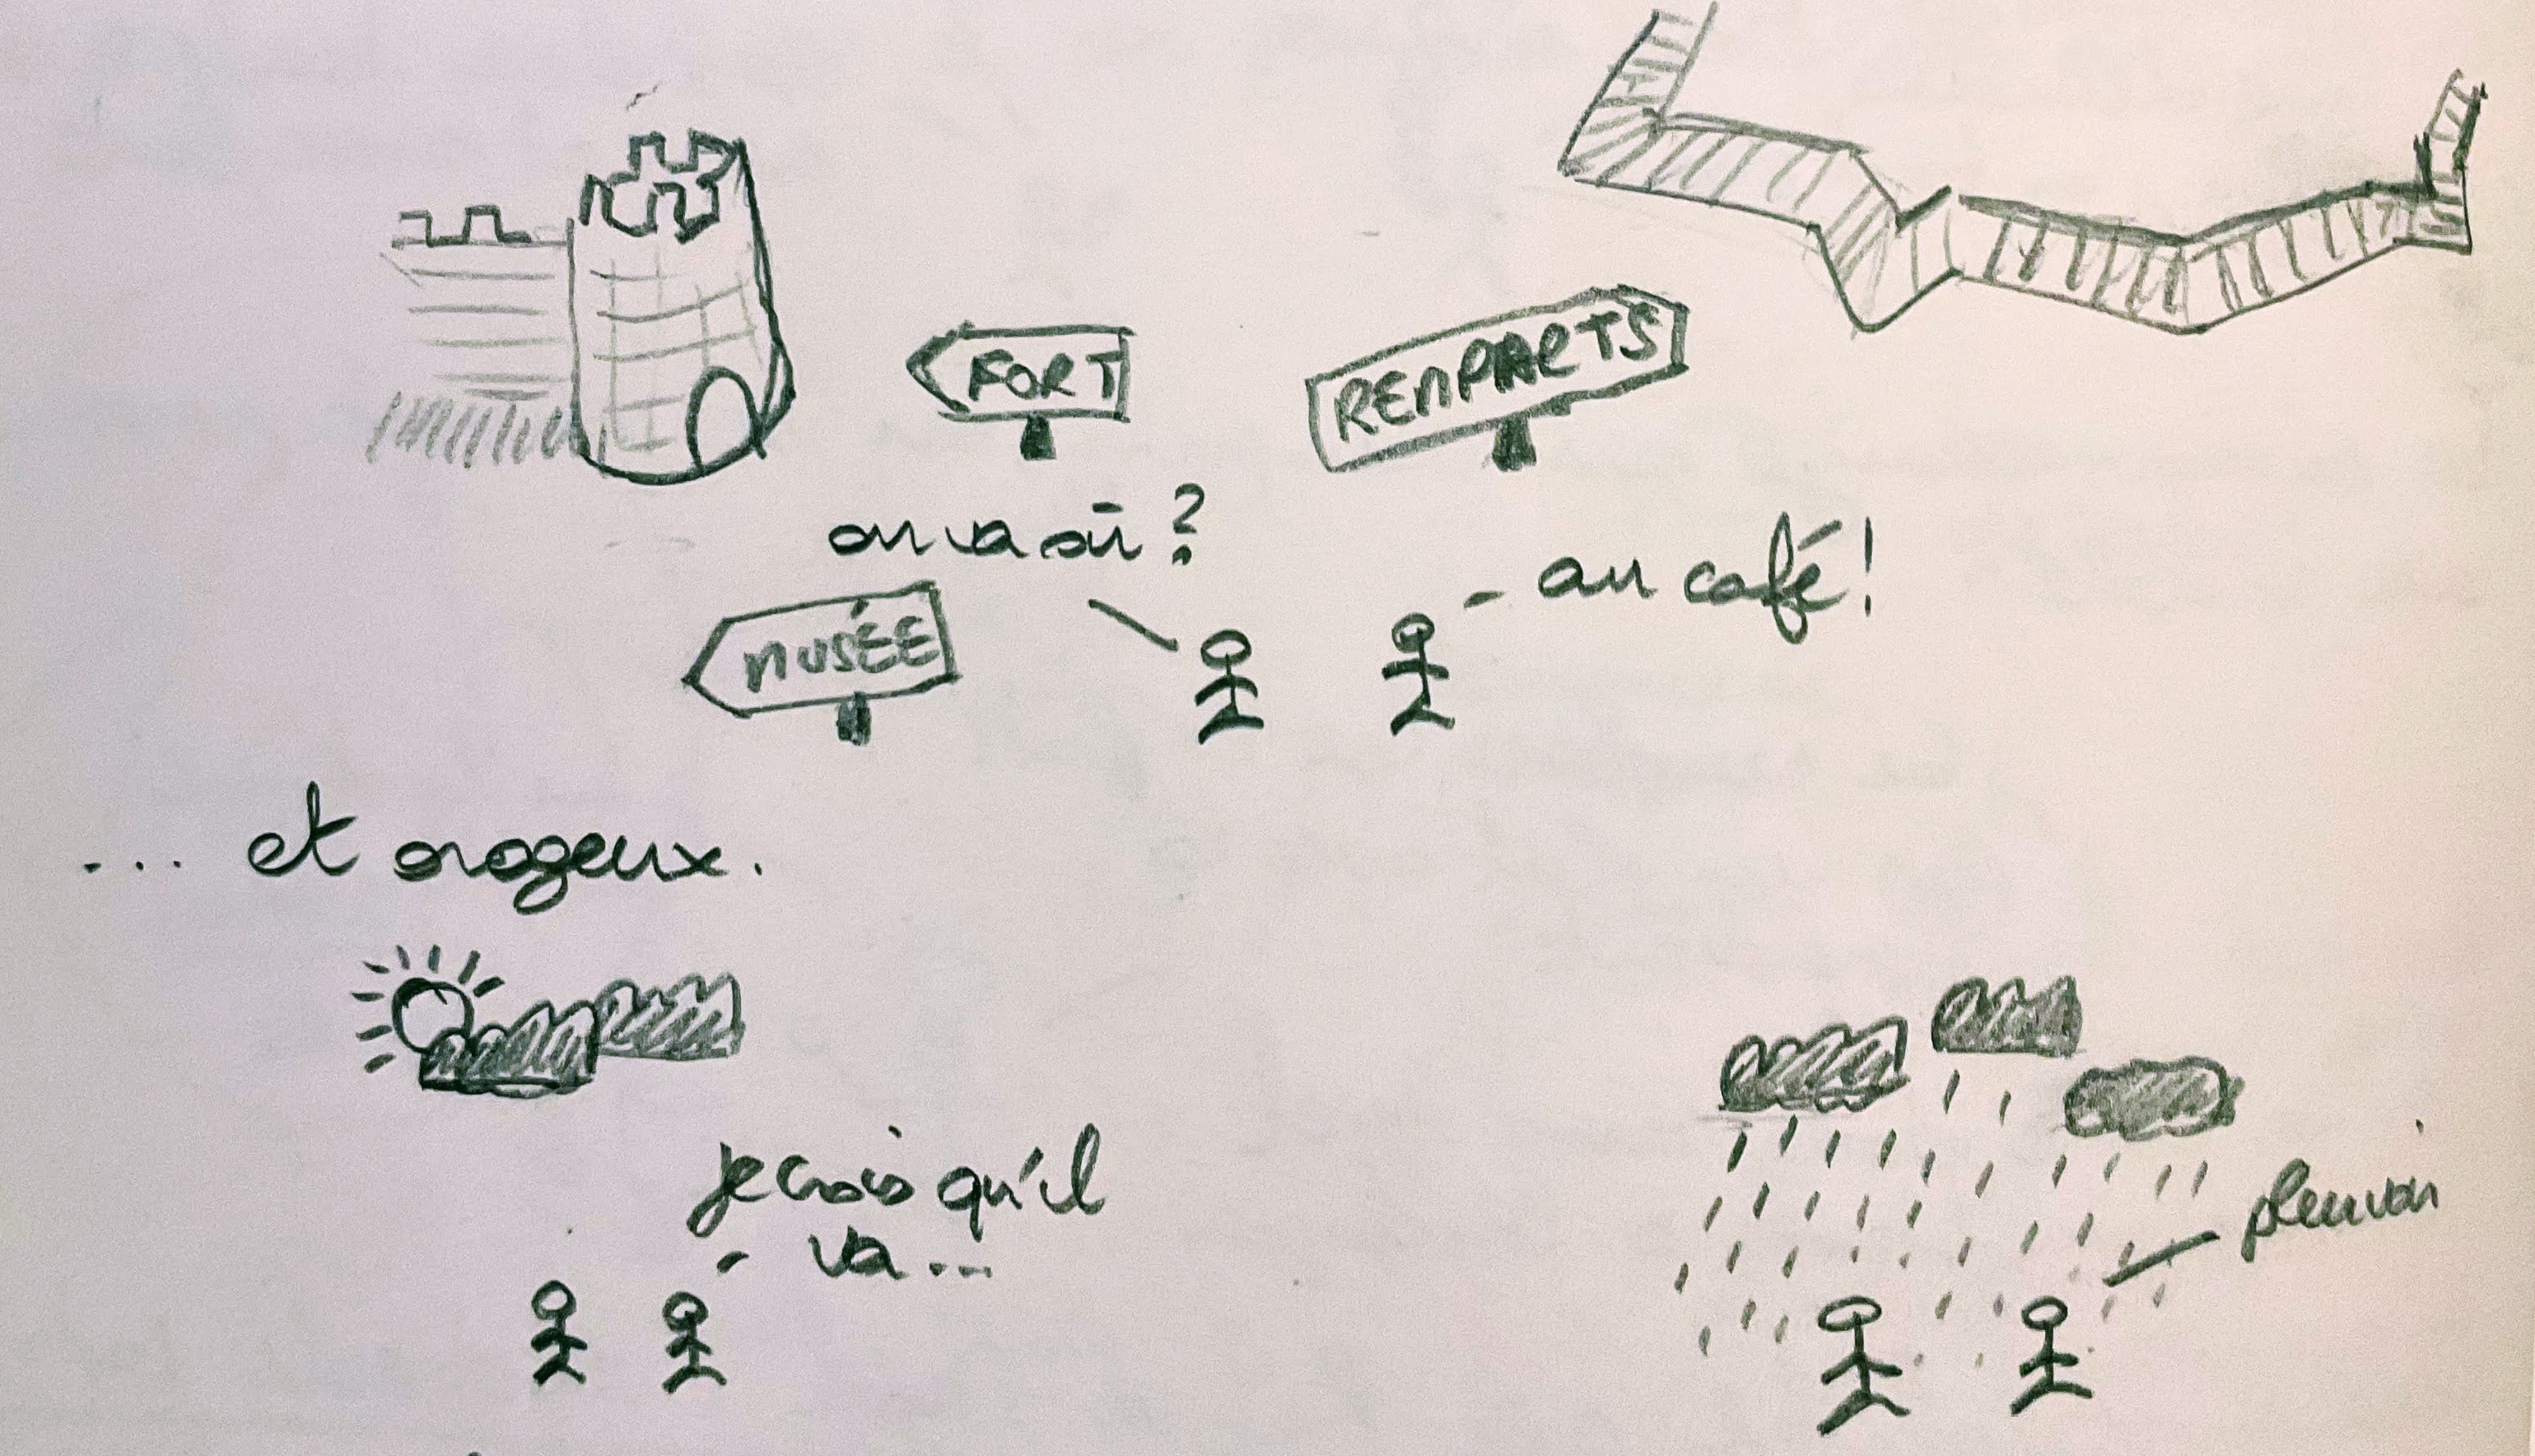 FORT
REMPARTS
on va où ?
au café !
MUSÉE
... et orageux.
je crois qu'il
va...
pleuvoir